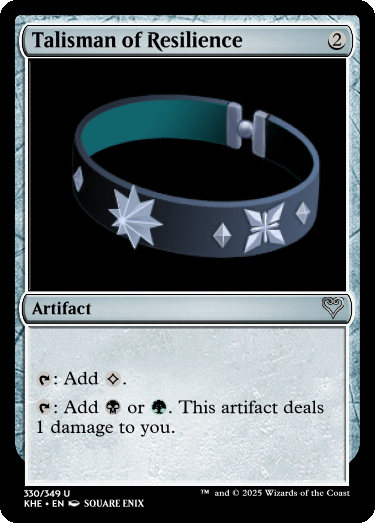 Talisman of Resilience 2
Artifact
: Add .
: Add or . This artifact deals
1 damage to you.
330/349 U
KHE • EN SQUARE ENIX
™ and © 2025 Wizards of the Coast